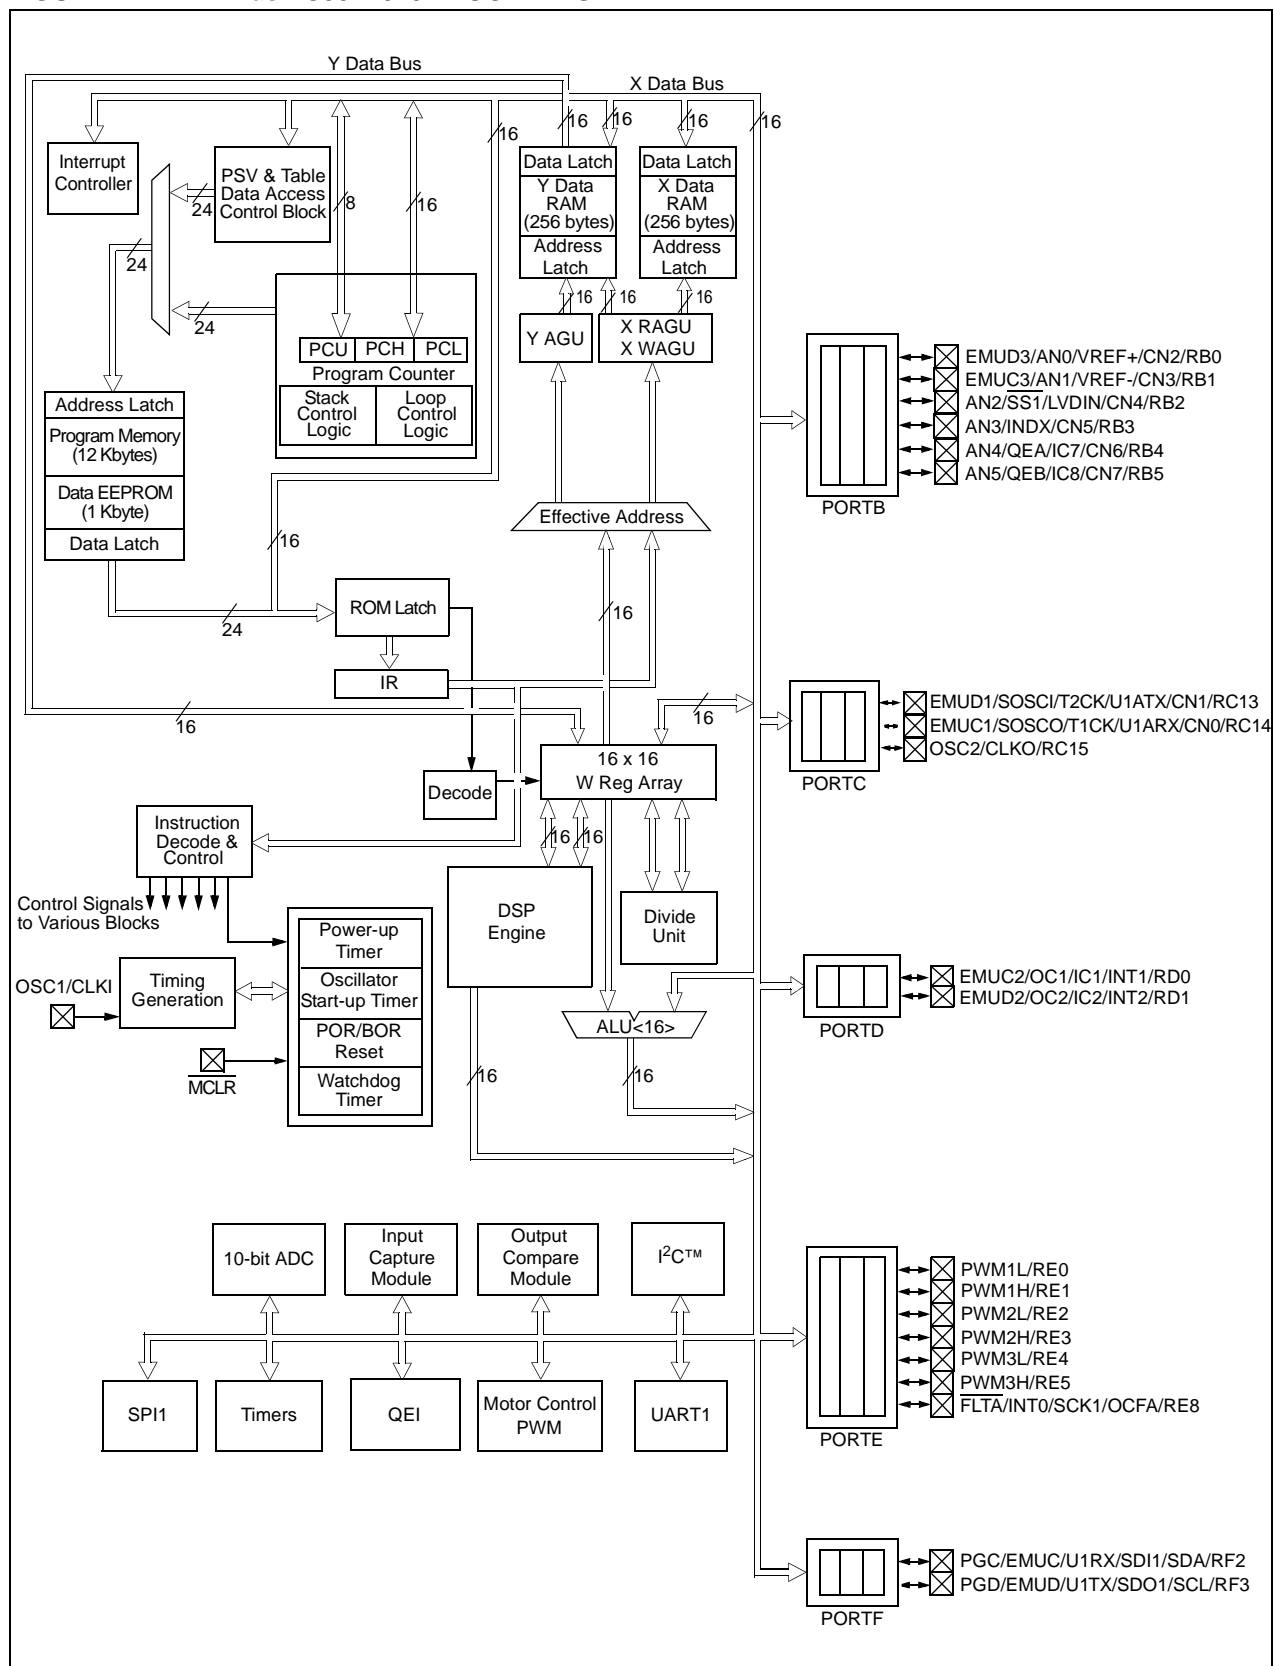 Y Data Bus
X Data Bus
16
16
16
16
16
Interrupt
Controller
PSV & Table
Data Access
Control Block
24
24
24
8
16
Data Latch
Y Data
RAM
(256 bytes)
Address
Latch
Data Latch
X Data
RAM
(256 bytes)
Address
Latch
16
16
16
Y AGU
X RAGU
X WAGU
PCU
PCH
PCL
Program Counter
Stack
Control
Logic
Loop
Control
Logic
Address Latch
Program Memory
(12 Kbytes)
Data EEPROM
(1 Kbyte)
Data Latch
Effective Address
16
24
ROM Latch
16
IR
16
16
16 x 16
W Reg Array
Decode
Instruction
Decode &
Control
16
16
Control Signals
to Various Blocks
DSP
Engine
Divide
Unit
Power-up
Timer
Oscillator
Start-up Timer
POR/BOR
Reset
Watchdog
Timer
OSC1/CLKI
Timing
Generation
MCLR
ALU<16>
16
16
10-bit ADC
Input
Capture
Module
Output
Compare
Module
I²C™
SPI1
Timers
QEI
Motor Control
PWM
UART1
EMUD3/AN0/VREF+/CN2/RB0
EMUC3/AN1/VREF-/CN3/RB1
AN2/SS1/LVDIN/CN4/RB2
AN3/INDX/CN5/RB3
AN4/QEA/IC7/CN6/RB4
AN5/QEB/IC8/CN7/RB5
PORTB
EMUD1/SOSCI/T2CK/U1ATX/CN1/RC13
EMUC1/SOSCO/T1CK/U1ARX/CN0/RC14
OSC2/CLKO/RC15
PORTC
EMUC2/OC1/IC1/INT1/RD0
EMUD2/OC2/IC2/INT2/RD1
PORTD
PWM1L/RE0
PWM1H/RE1
PWM2L/RE2
PWM2H/RE3
PWM3L/RE4
PWM3H/RE5
FLTA/INT0/SCK1/OCFA/RE8
PORTE
PGC/EMUC/U1RX/SDI1/SDA/RF2
PGD/EMUD/U1TX/SDO1/SCL/RF3
PORTF